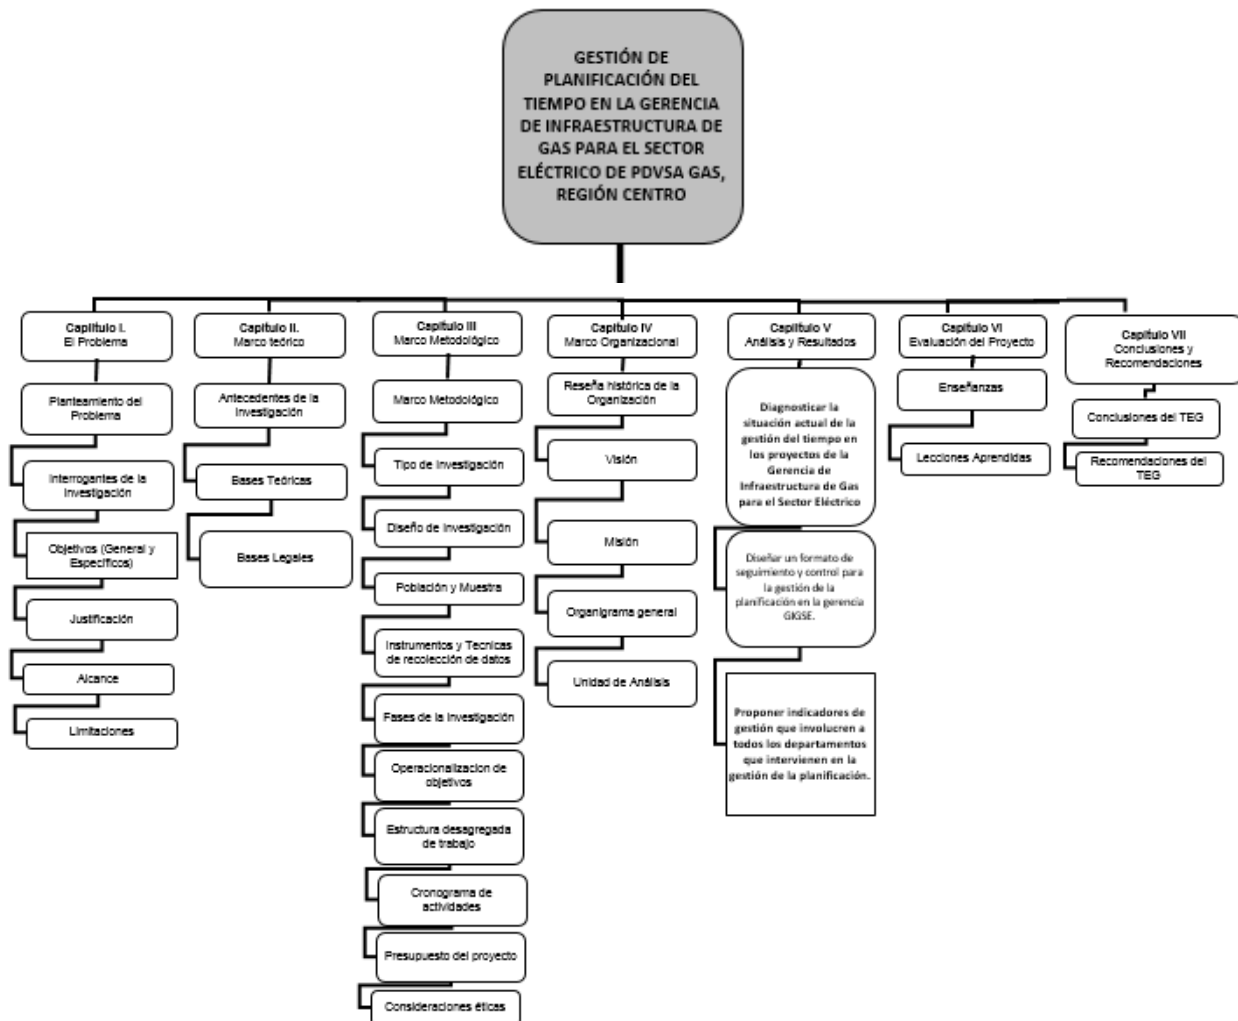 GESTIÓN DE
PLANIFICACIÓN DEL
TIEMPO EN LA GERENCIA
DE INFRAESTRUCTURA DE
GAS PARA EL SECTOR
ELÉCTRICO DE PDVSA GAS,
REGIÓN CENTRO
Capítulo I.
El Problema
Planteamiento del
Problema
Interrogantes de la
Investigación
Objetivos (General y
Específicos)
Justificación
Alcance
Limitaciones
Capítulo II.
Marco teórico
Antecedentes de la
Investigación
Bases Teóricas
Bases Legales
Capítulo III
Marco Metodológico
Marco Metodológico
Tipo de Investigación
Diseño de Investigación
Población y Muestra
Instrumentos y Tecnicas
de recolección de datos
Fases de la Investigación
Operacionalizacion de
objetivos
Estructura desagregada
de trabajo
Cronograma de
actividades
Presupuesto del proyecto
Consideraciones éticas
Capítulo IV
Marco Organizacional
Reseña histórica de la
Organización
Visión
Misión
Organigrama general
Unidad de Análisis
Capítulo V
Análisis y Resultados
Diagnosticar la
situación actual de la
gestión del tiempo en
los proyectos de la
Gerencia de
Infraestructura de Gas
para el Sector Eléctrico
Diseñar un formato de
seguimiento y control para
la gestión de la
planificación en la gerencia
GIGSE.
Proponer indicadores de
gestión que involucren a
todos los departamentos
que intervienen en la
gestión de la planificación.
Capítulo VI
Evaluación del Proyecto
Enseñanzas
Lecciones Aprendidas
Capítulo VII
Conclusiones y
Recomendaciones
Conclusiones del TEG
Recomendaciones del
TEG